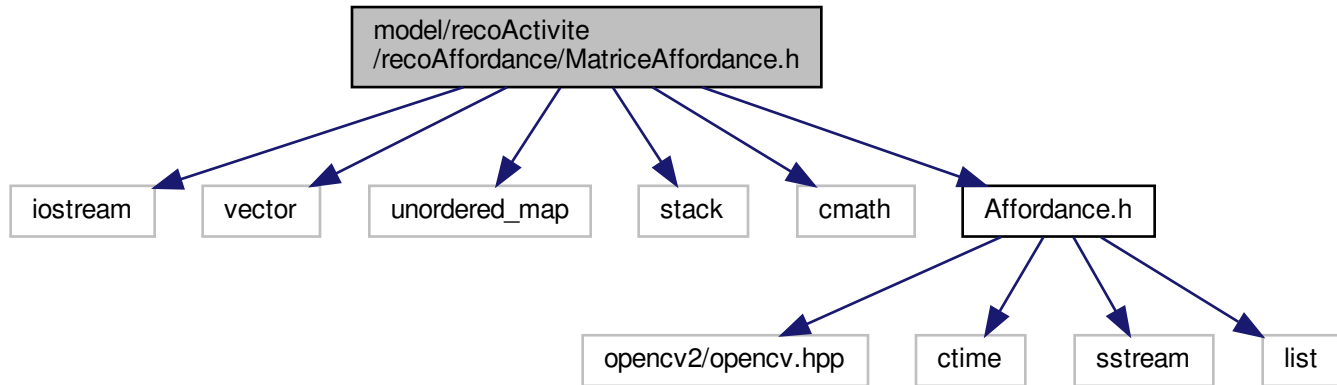 model/recoActivite
/recoAffordance/MatriceAffordance.h
iostream
vector
unordered_map
stack
cmath
Affordance.h
opencv2/opencv.hpp
ctime
sstream
list